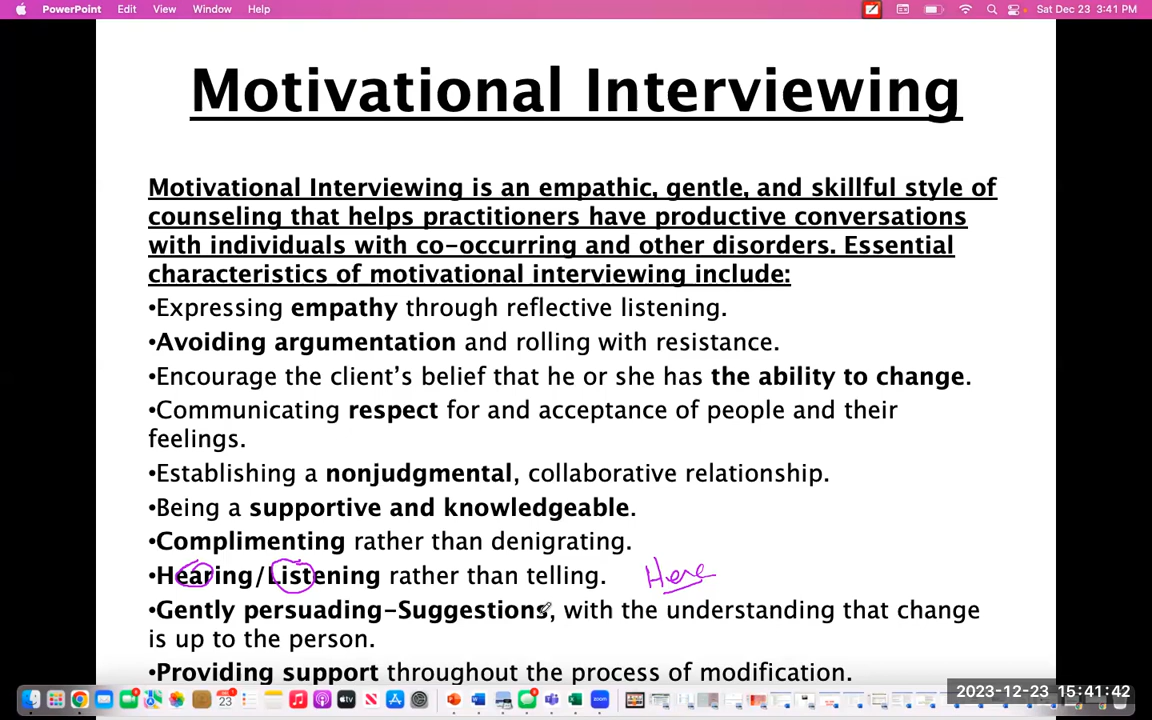 PowerPoint Edit View Window Help Sat Dec 23 3:41 PM
Motivational Interviewing
Motivational Interviewing is an empathic, gentle, and skillful style of
counseling that helps practitioners have productive conversations
with individuals with co-occurring and other disorders. Essential
characteristics of motivational interviewing include:
•Expressing empathy through reflective listening.
•Avoiding argumentation and rolling with resistance.
•Encourage the client’s belief that he or she has the ability to change.
•Communicating respect for and acceptance of people and their
feelings.
•Establishing a nonjudgmental, collaborative relationship.
•Being a supportive and knowledgeable.
•Complimenting rather than denigrating.
•Hearing/Listening rather than telling. Here
•Gently persuading-Suggestions, with the understanding that change
is up to the person.
•Providing support throughout the process of modification.
2023-12-23 15:41:42